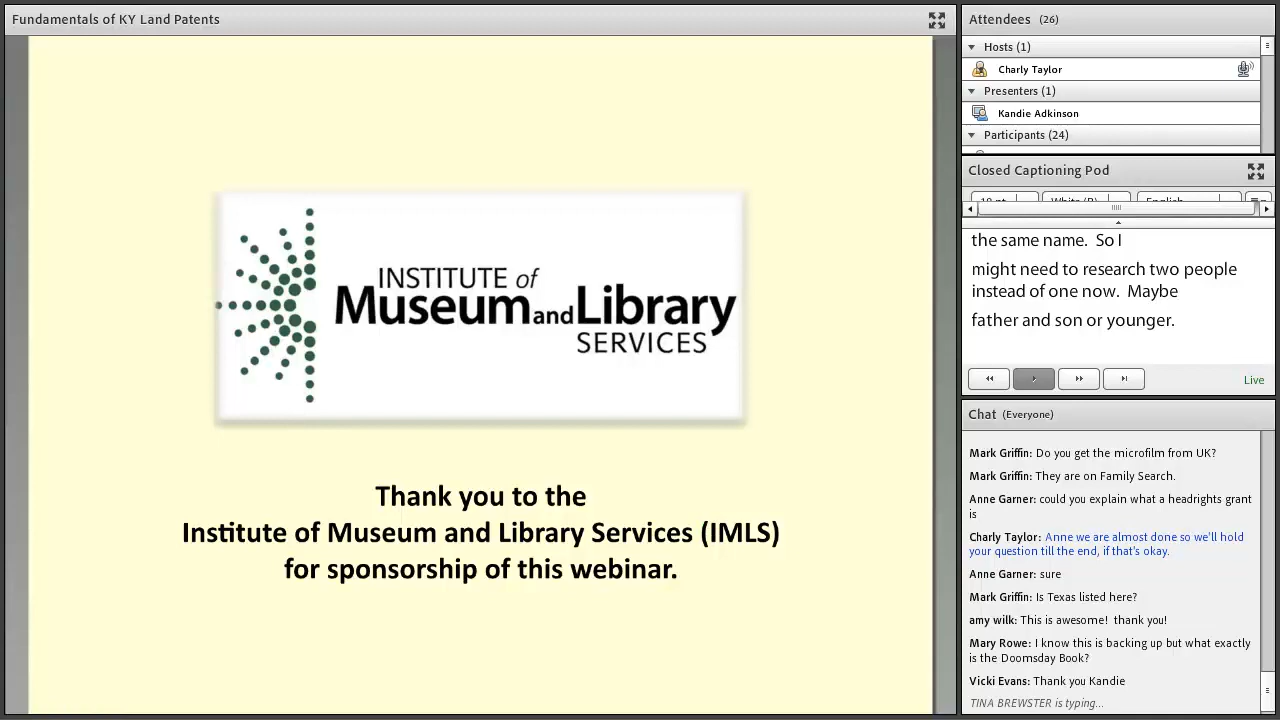 Fundamentals of KY Land Patents
INSTITUTE of
Museum and Library
SERVICES
Thank you to the
Institute of Museum and Library Services (IMLS)
for sponsorship of this webinar.
Attendees (26)
Hosts (1)
Charly Taylor
Presenters (1)
Kandie Adkinson
Participants (24)
Closed Captioning Pod
English
the same name.  So I
might need to research two people
instead of one now.  Maybe
father and son or younger.
Live
Chat (Everyone)
Mark Griffin: Do you get the microfilm from UK?
Mark Griffin: They are on Family Search.
Anne Garner: could you explain what a headrights grant
is
Charly Taylor: Anne we are almost done so we'll hold
your question till the end, if that's okay.
Anne Garner: sure
Mark Griffin: Is Texas listed here?
amy wilk: This is awesome!  thank you!
Mary Rowe: I know this is backing up but what exactly
is the Doomsday Book?
Vicki Evans: Thank you Kandie
TINA BREWSTER is typing...